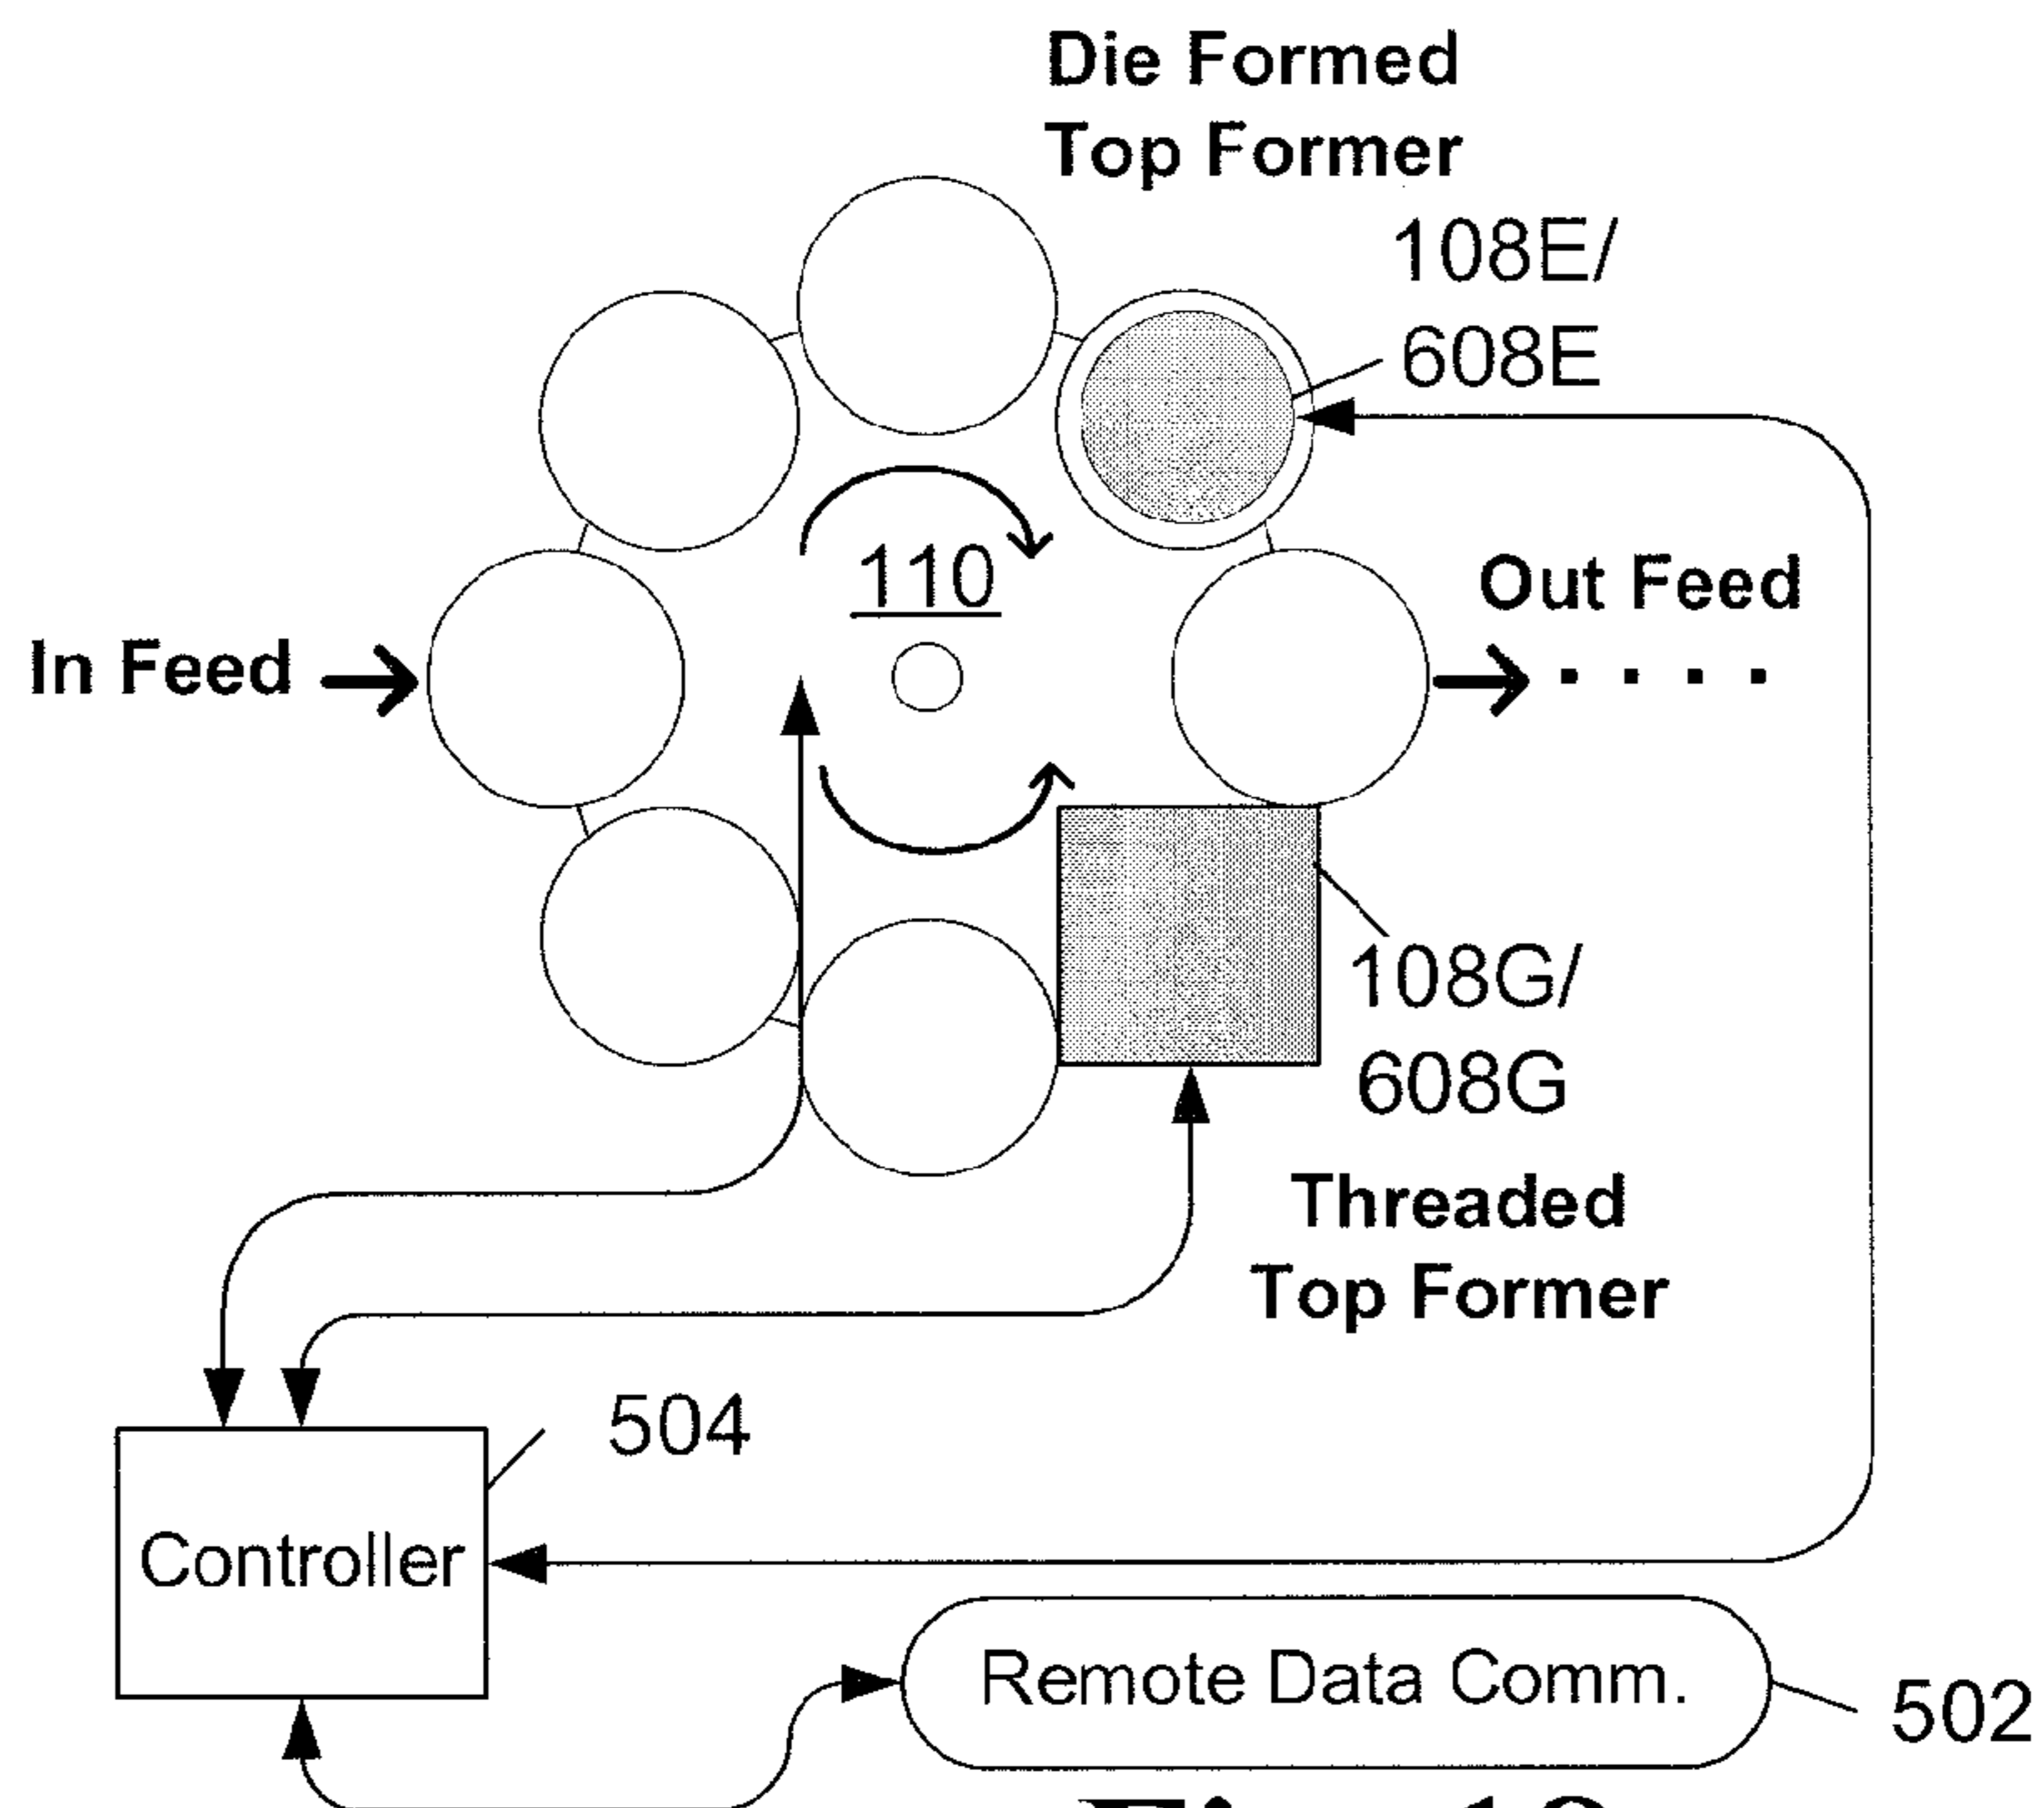 Die Formed
Top Former
108E/
608E
110
Out Feed
In Feed
108G/
608G
Threaded
Top Former
504
Controller
Remote Data Comm.
502